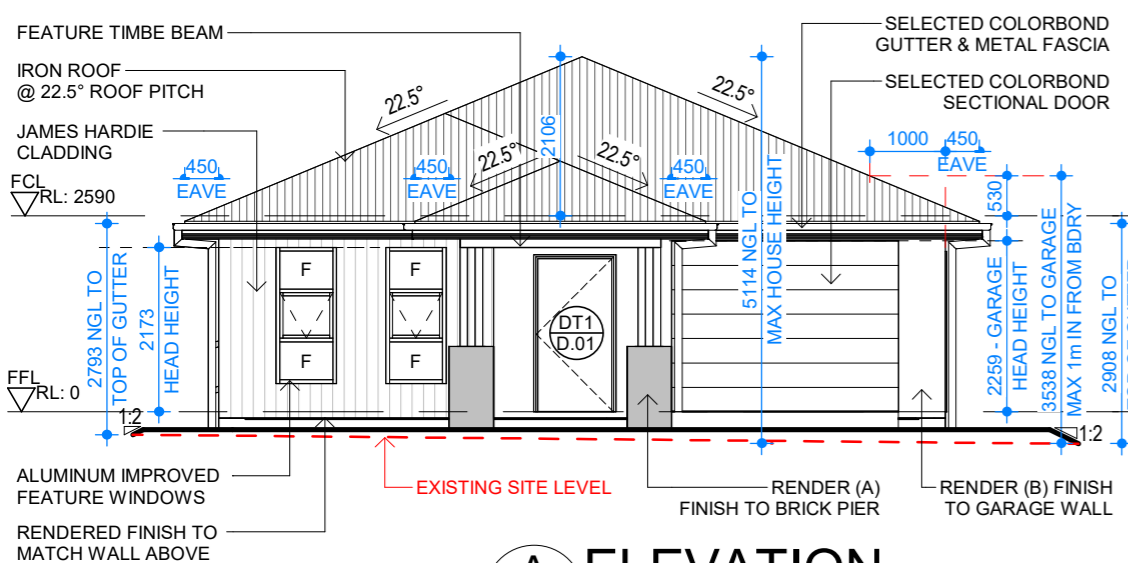 FEATURE TIMBE BEAM
IRON ROOF
@ 22.5° ROOF PITCH
JAMES HARDIE
CLADDING
SELECTED COLORBOND
GUTTER & METAL FASCIA
SELECTED COLORBOND
SECTIONAL DOOR
22.5°
22.5°
22.5°
22.5°
2106
450
EAVE
450
EAVE
450
EAVE
1000
450
EAVE
530
FCL
RL: 2590
FFL
RL: 0
2793 NGL TO
TOP OF GUTTER
2173
HEAD HEIGHT
F
F
F
F
DT1
D.01
5114 NGL TO
MAX HOUSE HEIGHT
2259 - GARAGE
HEAD HEIGHT
3538 NGL TO GARAGE
MAX 1m IN FROM BDRY
2908 NGL TO
1:2
1:2
ALUMINUM IMPROVED
FEATURE WINDOWS
RENDERED FINISH TO
MATCH WALL ABOVE
EXISTING SITE LEVEL
RENDER (A)
FINISH TO BRICK PIER
RENDER (B) FINISH
TO GARAGE WALL
A
ELEVATION